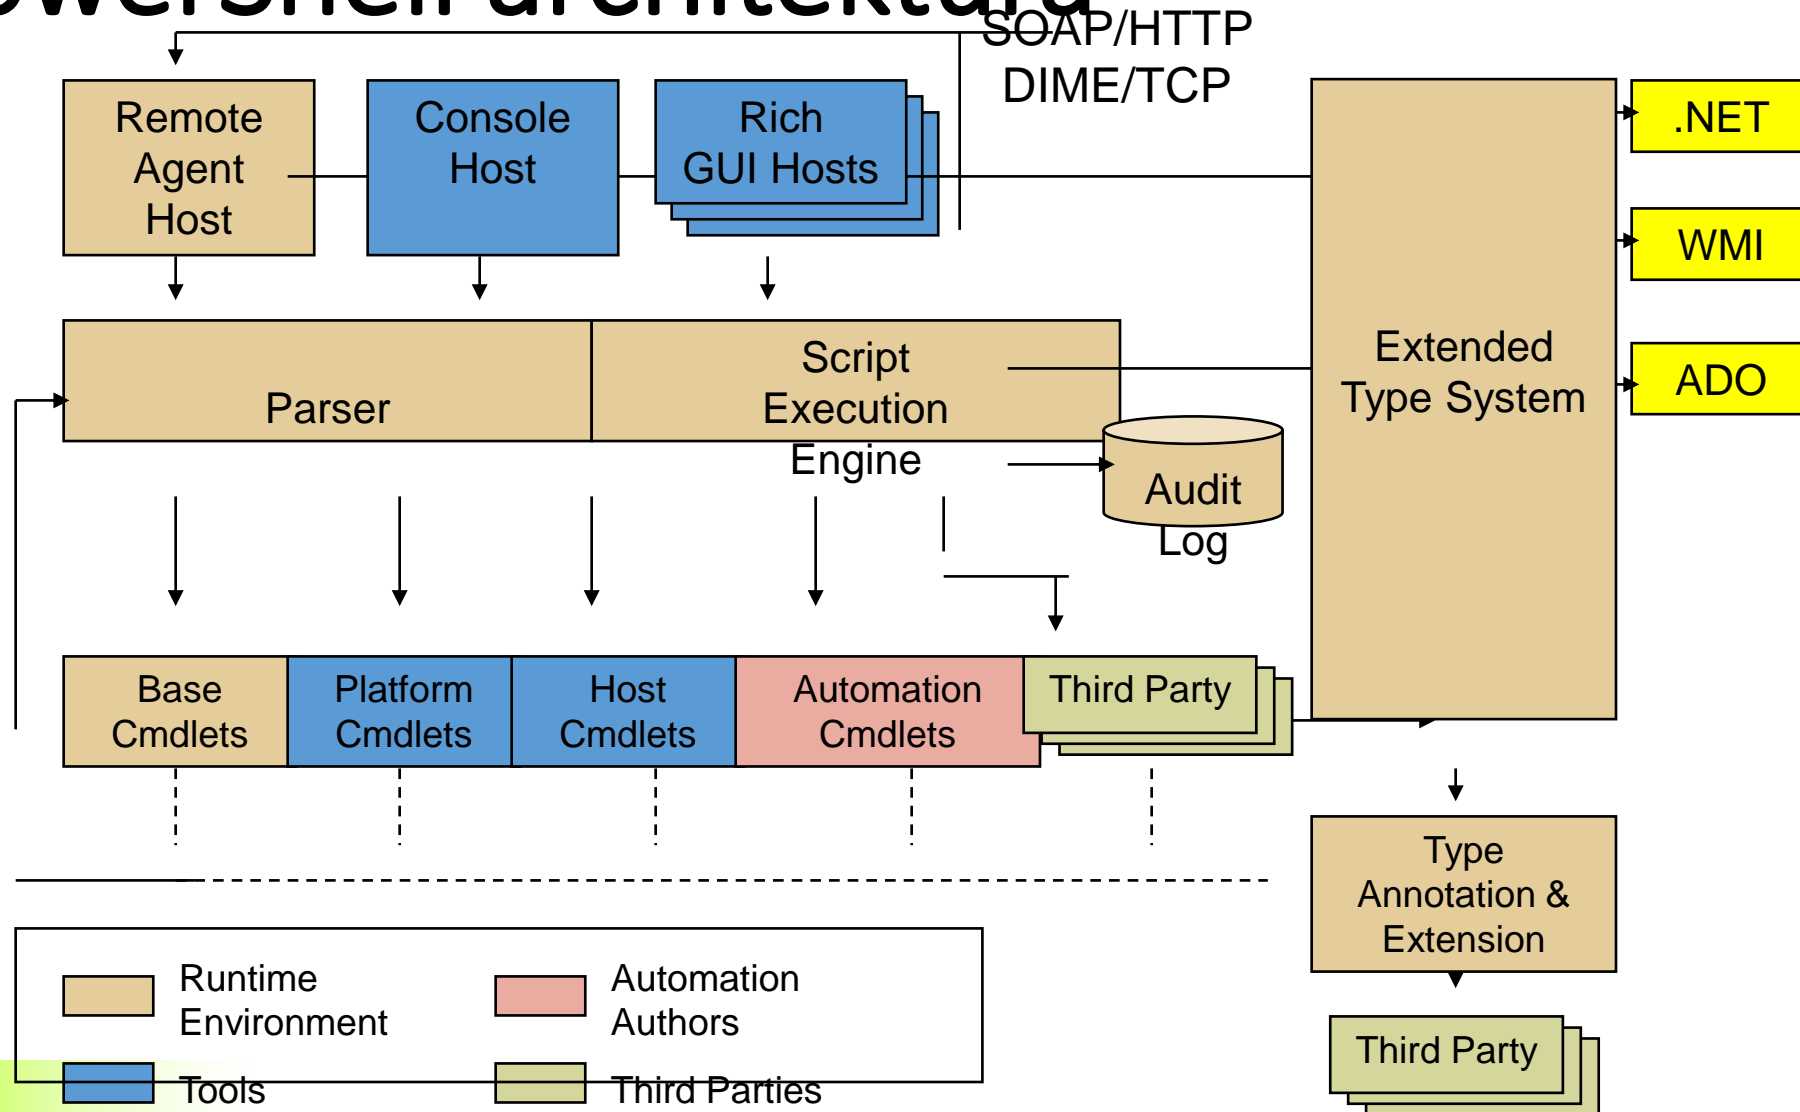 owerShell architektura
SOAP/HTTP
DIME/TCP
Remote
Agent
Host
Console
Host
Rich
GUI Hosts
.NET
WMI
ADO
Extended
Type System
Parser
Script
Execution
Engine
Audit
Log
Base
Cmdlets
Platform
Cmdlets
Host
Cmdlets
Automation
Cmdlets
Third Party
Type
Annotation &
Extension
Third Party
Runtime
Environment
Automation
Authors
Tools
Third Parties